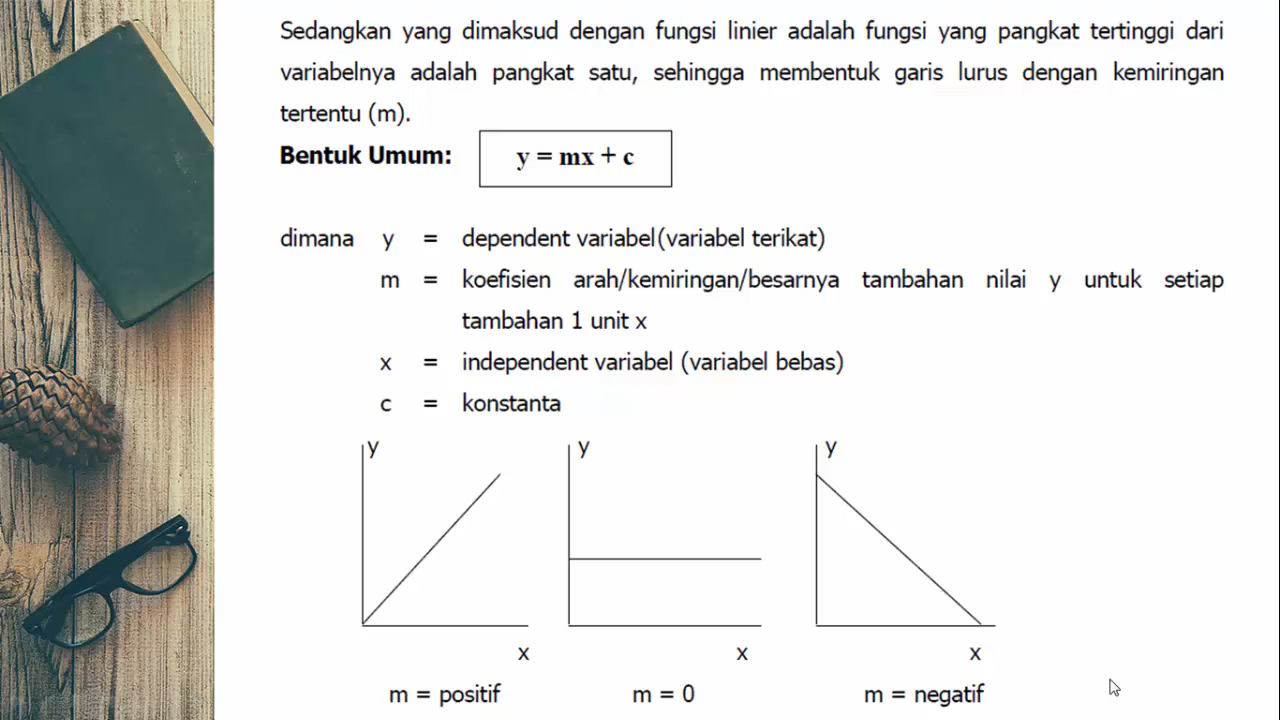 Sedangkan yang dimaksud dengan fungsi linier adalah fungsi yang pangkat tertinggi dari
variabelnya adalah pangkat satu, sehingga membentuk garis lurus dengan kemiringan
tertentu (m).
Bentuk Umum: y = mx + c
dimana y = dependent variabel(variabel terikat)
m = koefisien arah/kemiringan/besarnya tambahan nilai y untuk setiap
tambahan 1 unit x
x = independent variabel (variabel bebas)
c = konstanta
y y y
x x x
m = positif m = 0 m = negatif